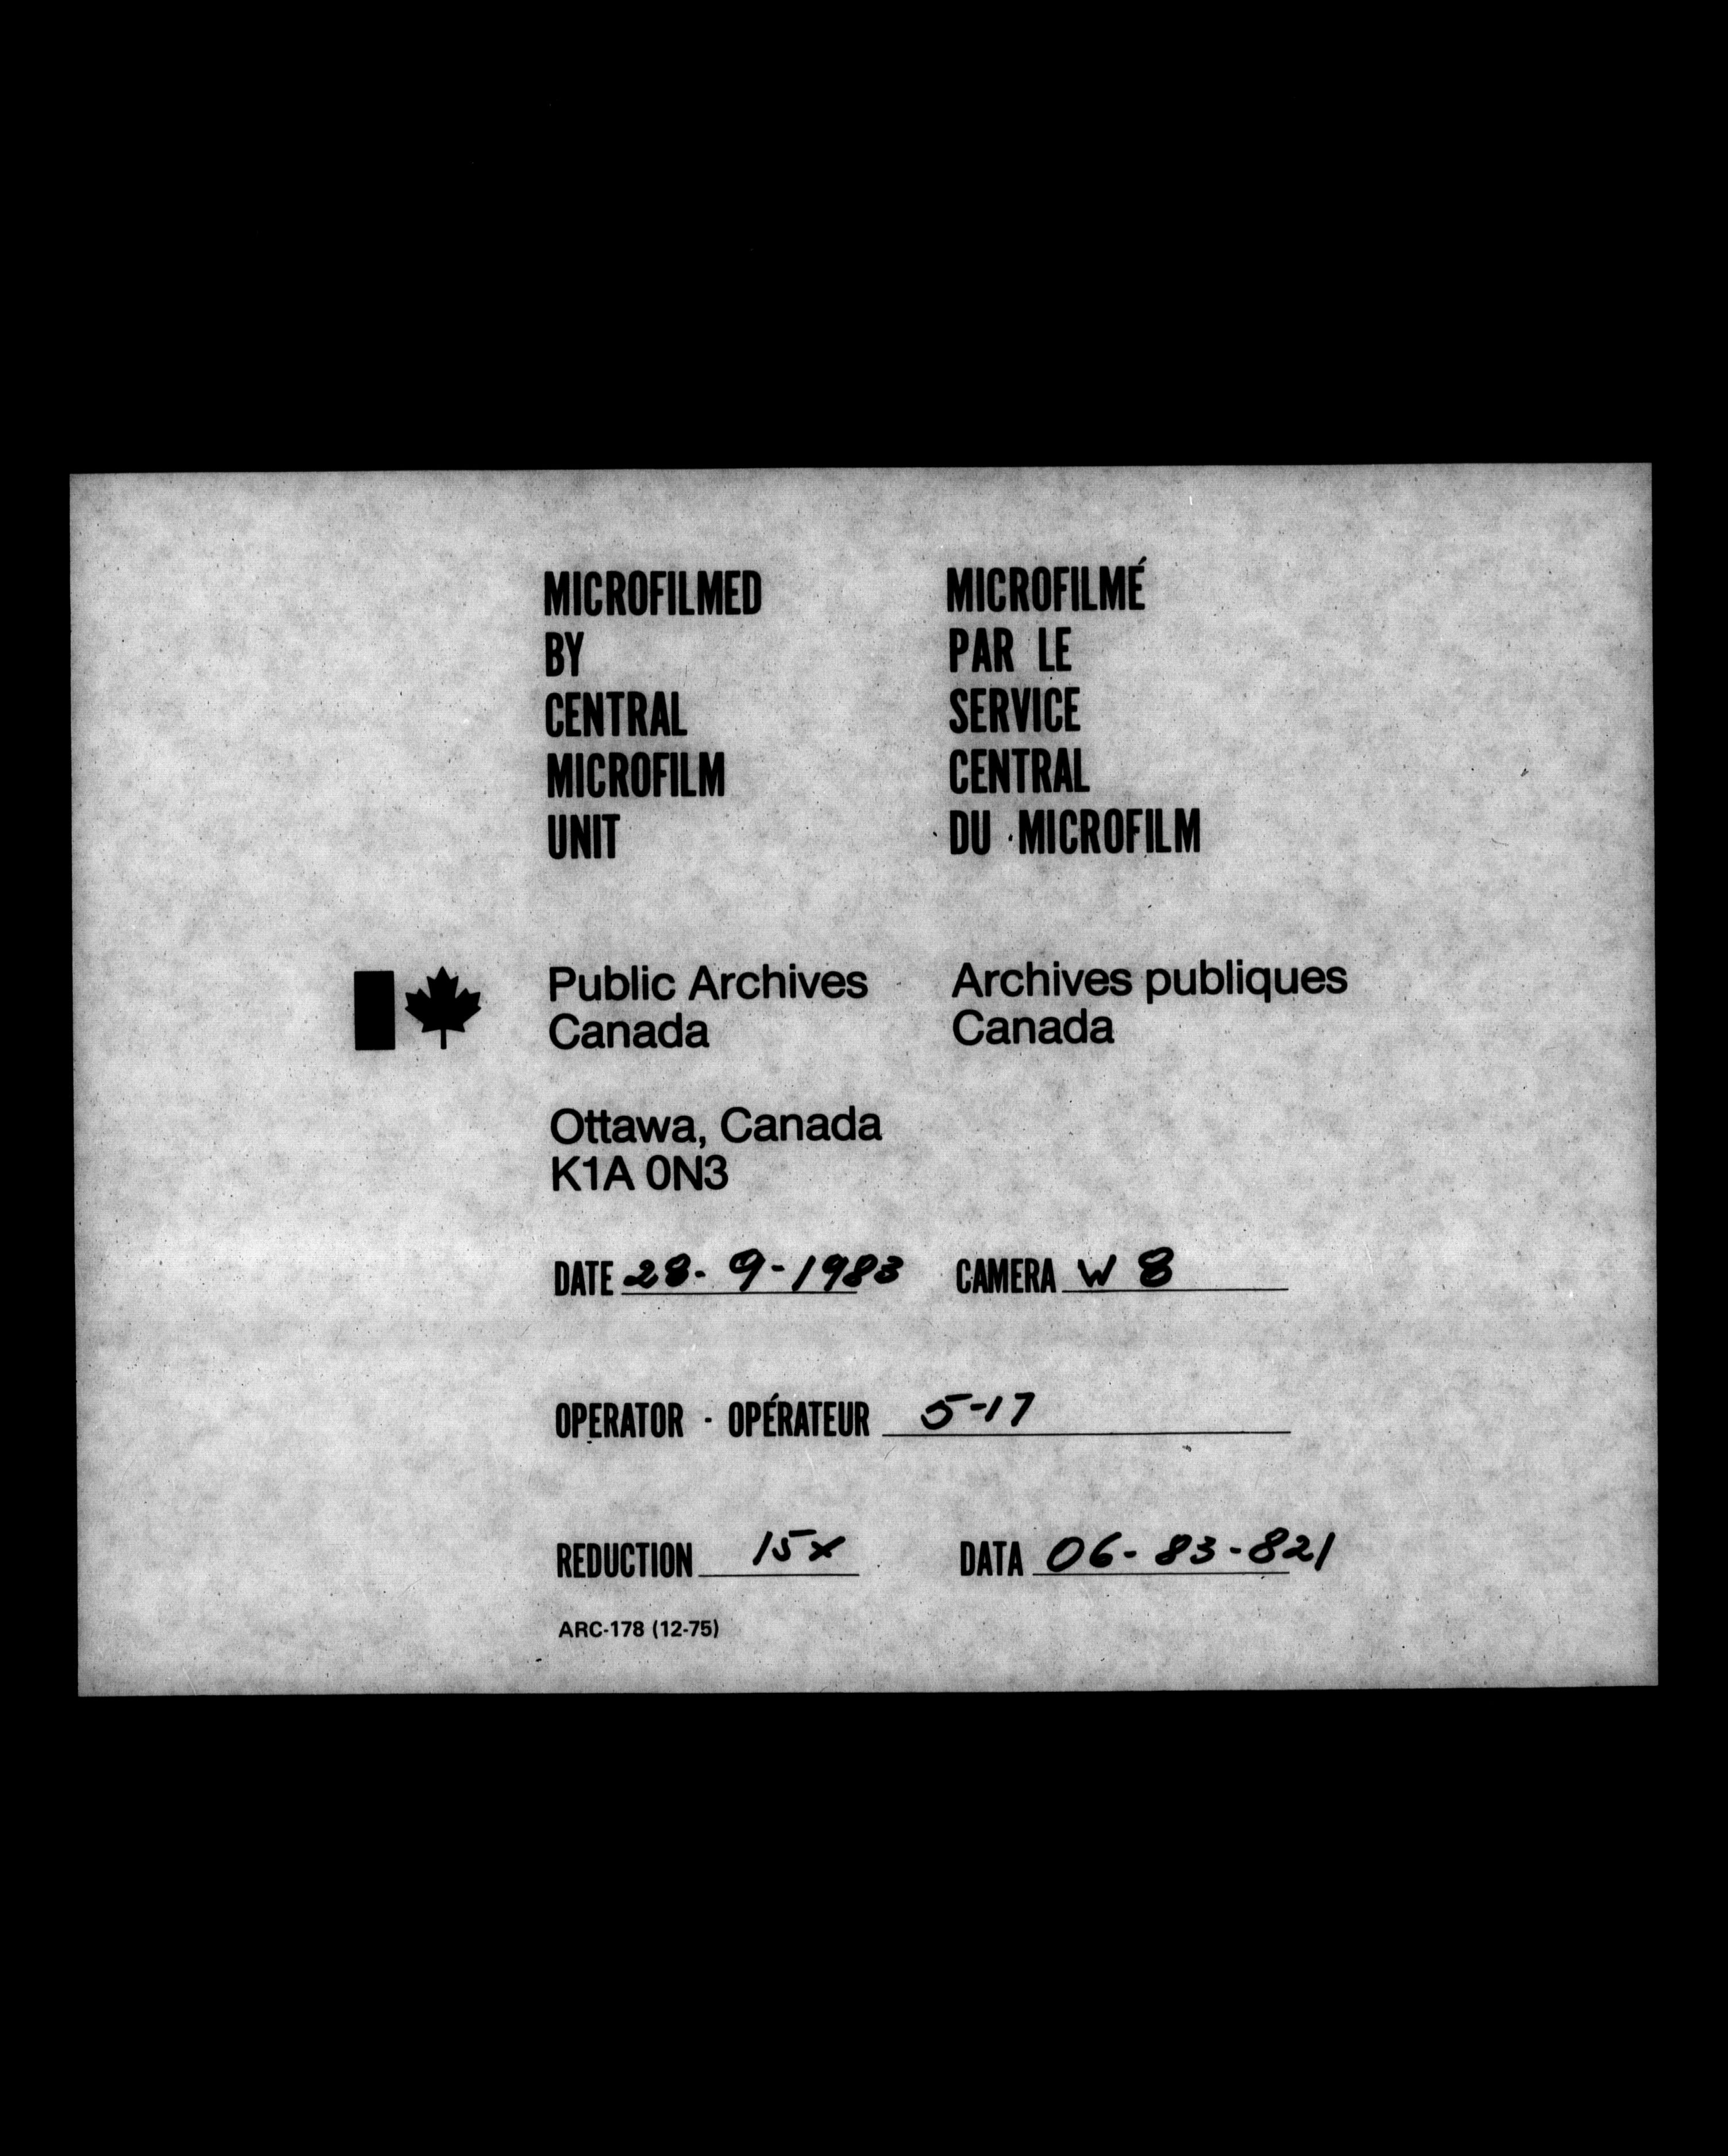 MICROFILMED
BY
CENTRAL
MICROFILM
UNIT
MICROFILMÉ
PAR LE
SERVICE
CENTRAL
DU MICROFILM
Public Archives
Canada
Archives publiques
Canada
Ottawa, Canada
K1A 0N3
DATE 28-9-1983 CAMERA W 8
OPERATOR - OPÉRATEUR 5-17
REDUCTION 15x DATA 06-83-821
ARC-178 (12-75)